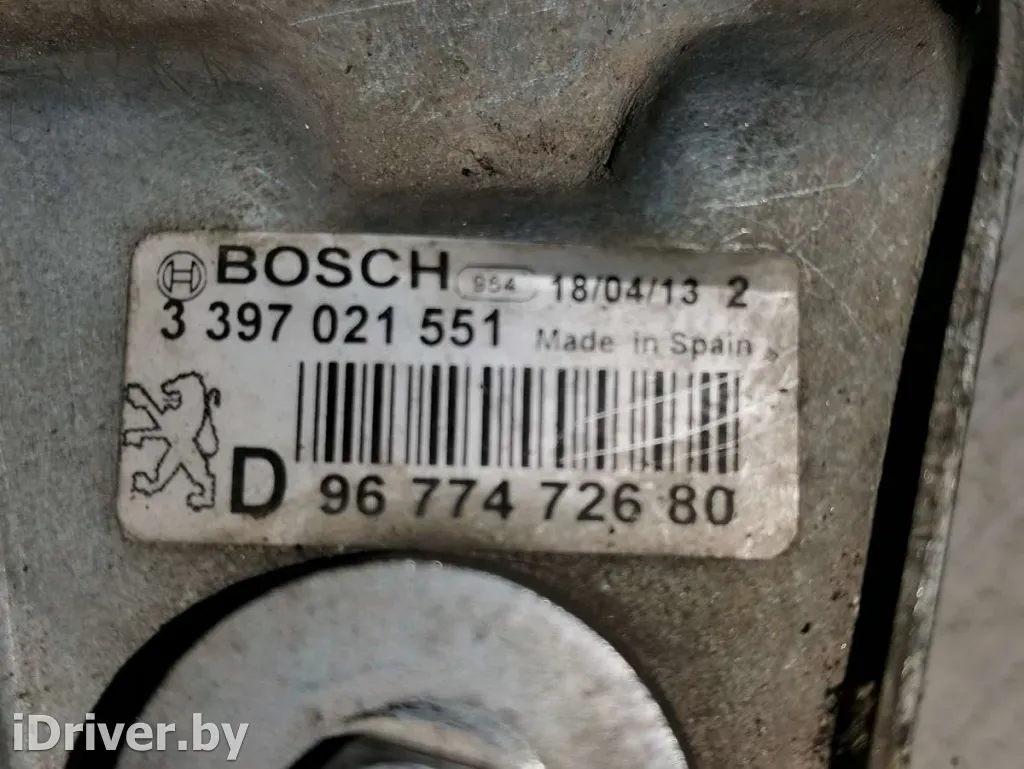 BOSCH 954 18/04/13 2
3 397 021 551 Made in Spain
D 96 774 726 80
iDriver.by